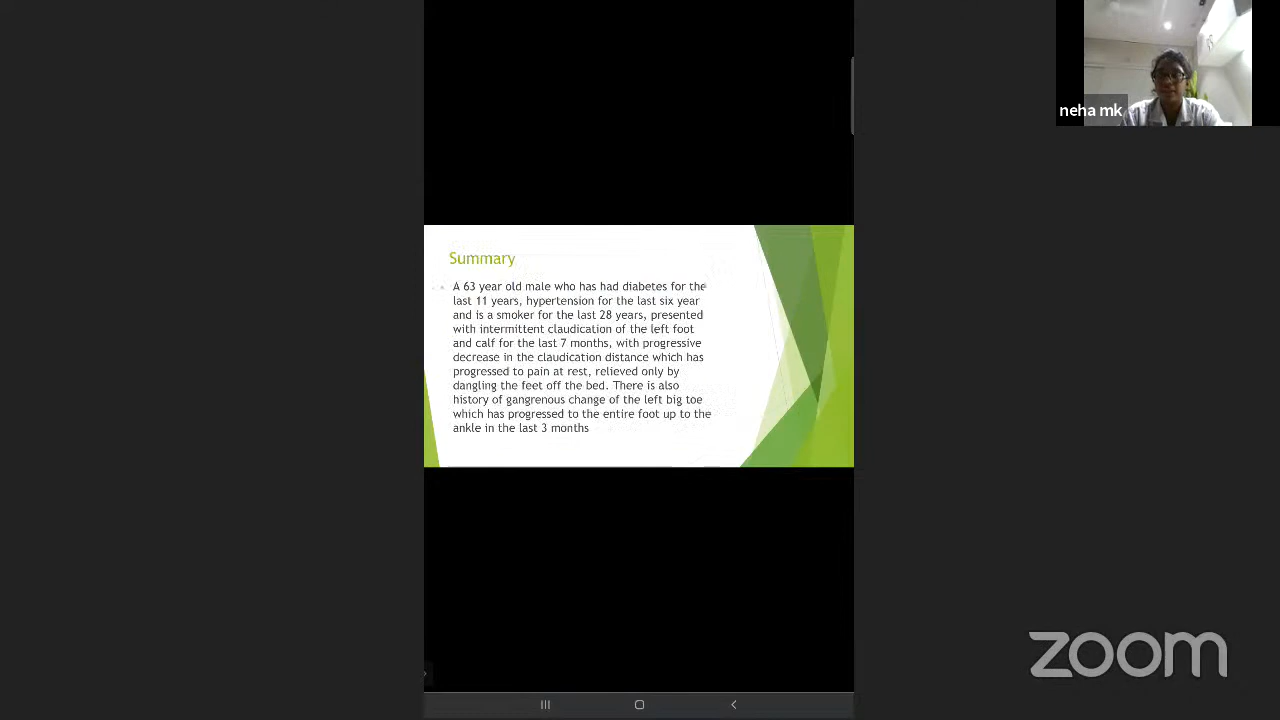 neha mk
Summary
A 63 year old male who has had diabetes for the
last 11 years, hypertension for the last six year
and is a smoker for the last 28 years, presented
with intermittent claudication of the left foot
and calf for the last 7 months, with progressive
decrease in the claudication distance which has
progressed to pain at rest, relieved only by
dangling the feet off the bed. There is also
history of gangrenous change of the left big toe
which has progressed to the entire foot up to the
ankle in the last 3 months
zoom